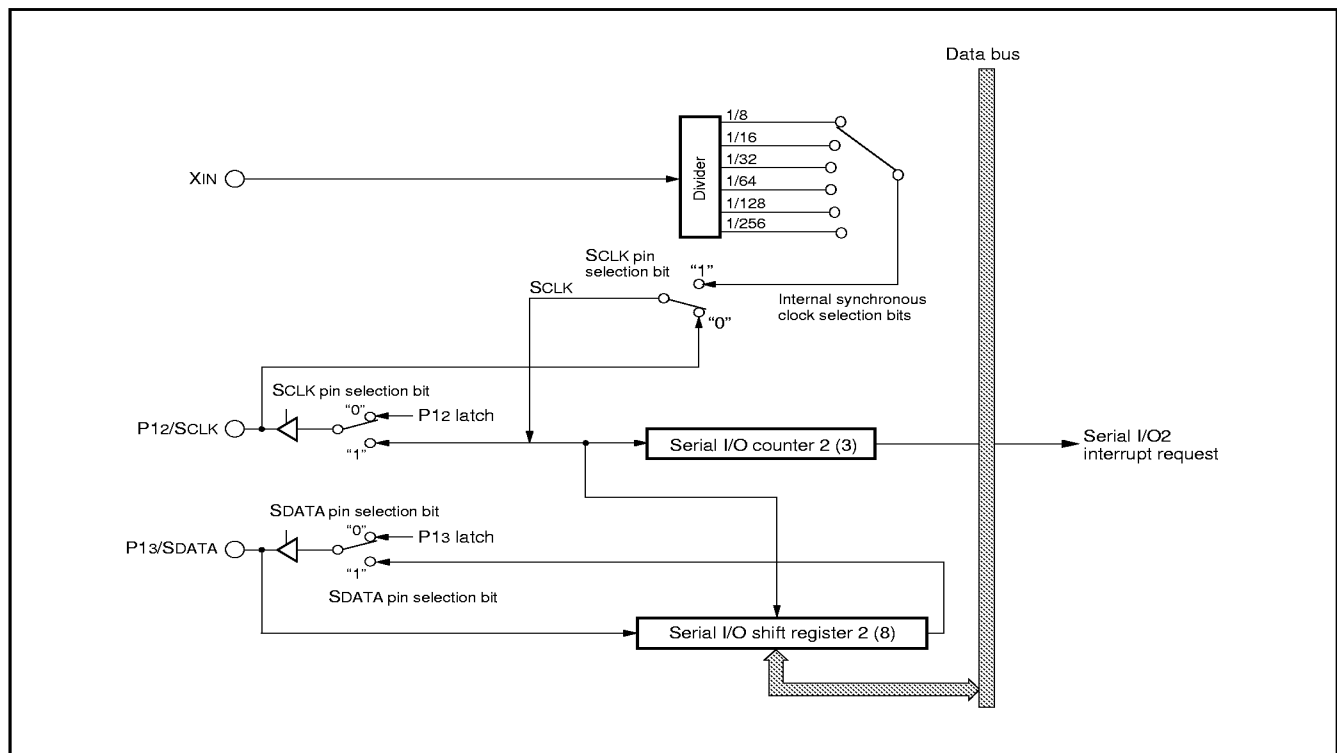 Data bus
1/8
1/16
1/32
1/64
1/128
1/256
Divider
XIN
SCLK pin
selection bit
"1"
SCLK
Internal synchronous
clock selection bits
"0"
SCLK pin selection bit
"0"
P12 latch
P12/SCLK
"1"
Serial I/O counter 2 (3)
Serial I/O2
interrupt request
SDATA pin selection bit
"0"
P13 latch
P13/SDATA
"1"
SDATA pin selection bit
Serial I/O shift register 2 (8)